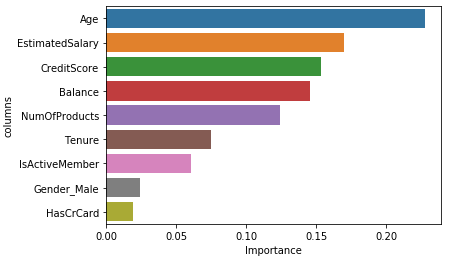 Age
EstimatedSalary
CreditScore
Balance
NumOfProducts
Tenure
IsActiveMember
Gender_Male
HasCrCard
columns
0.00 0.05 0.10 0.15 0.20
Importance